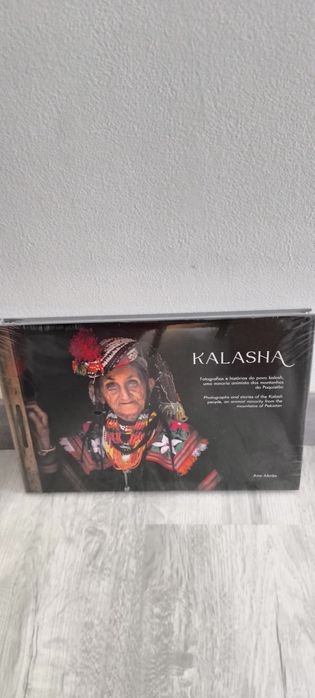 KALASHA
Fotografias e histórias do povo kalash,
uma minoria animista das montanhas
do Paquistão
Photographs and stories of the Kalash
people, an animist minority from the
mountains of Pakistan